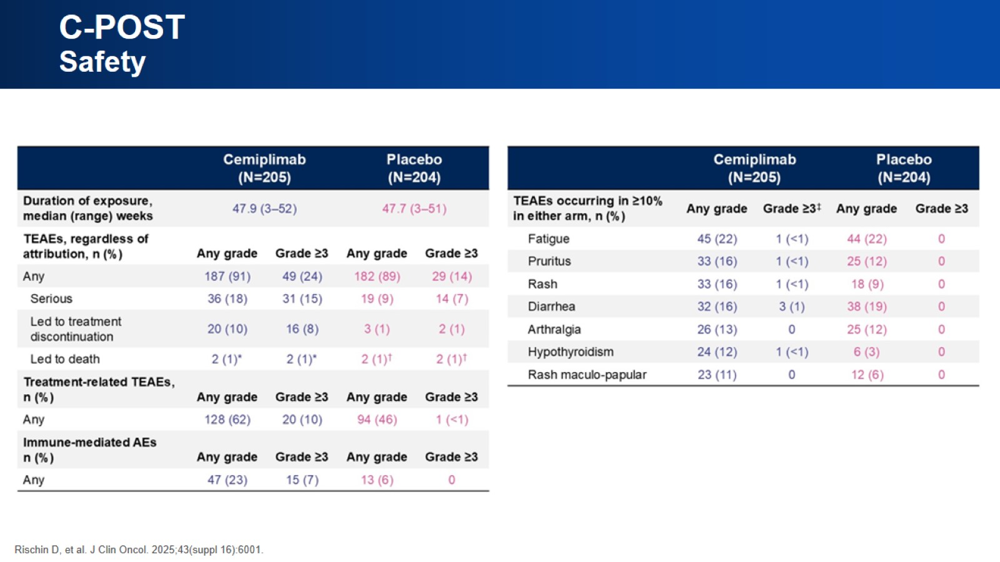 C-POST
Safety
Cemiplimab (N=205) Placebo (N=204)
Duration of exposure, median (range) weeks 47.9 (3–52) 47.7 (3–51)
TEAEs, regardless of attribution, n (%) Any grade Grade ≥3 Any grade Grade ≥3
Any 187 (91) 49 (24) 182 (89) 29 (14)
Serious 36 (18) 31 (15) 19 (9) 14 (7)
Led to treatment discontinuation 20 (10) 16 (8) 3 (1) 2 (1)
Led to death 2 (1)* 2 (1)* 2 (1)† 2 (1)†
Treatment-related TEAEs, n (%) Any grade Grade ≥3 Any grade Grade ≥3
Any 128 (62) 20 (10) 94 (46) 1 (<1)
Immune-mediated AEs n (%) Any grade Grade ≥3 Any grade Grade ≥3
Any 47 (23) 15 (7) 13 (6) 0
Cemiplimab (N=205) Placebo (N=204)
TEAEs occurring in ≥10% in either arm, n (%) Any grade Grade ≥3‡ Any grade Grade ≥3
Fatigue 45 (22) 1 (<1) 44 (22) 0
Pruritus 33 (16) 1 (<1) 25 (12) 0
Rash 33 (16) 1 (<1) 18 (9) 0
Diarrhea 32 (16) 3 (1) 38 (19) 0
Arthralgia 26 (13) 0 25 (12) 0
Hypothyroidism 24 (12) 1 (<1) 6 (3) 0
Rash maculo-papular 23 (11) 0 12 (6) 0
Rischin D, et al. J Clin Oncol. 2025;43(suppl 16):6001.